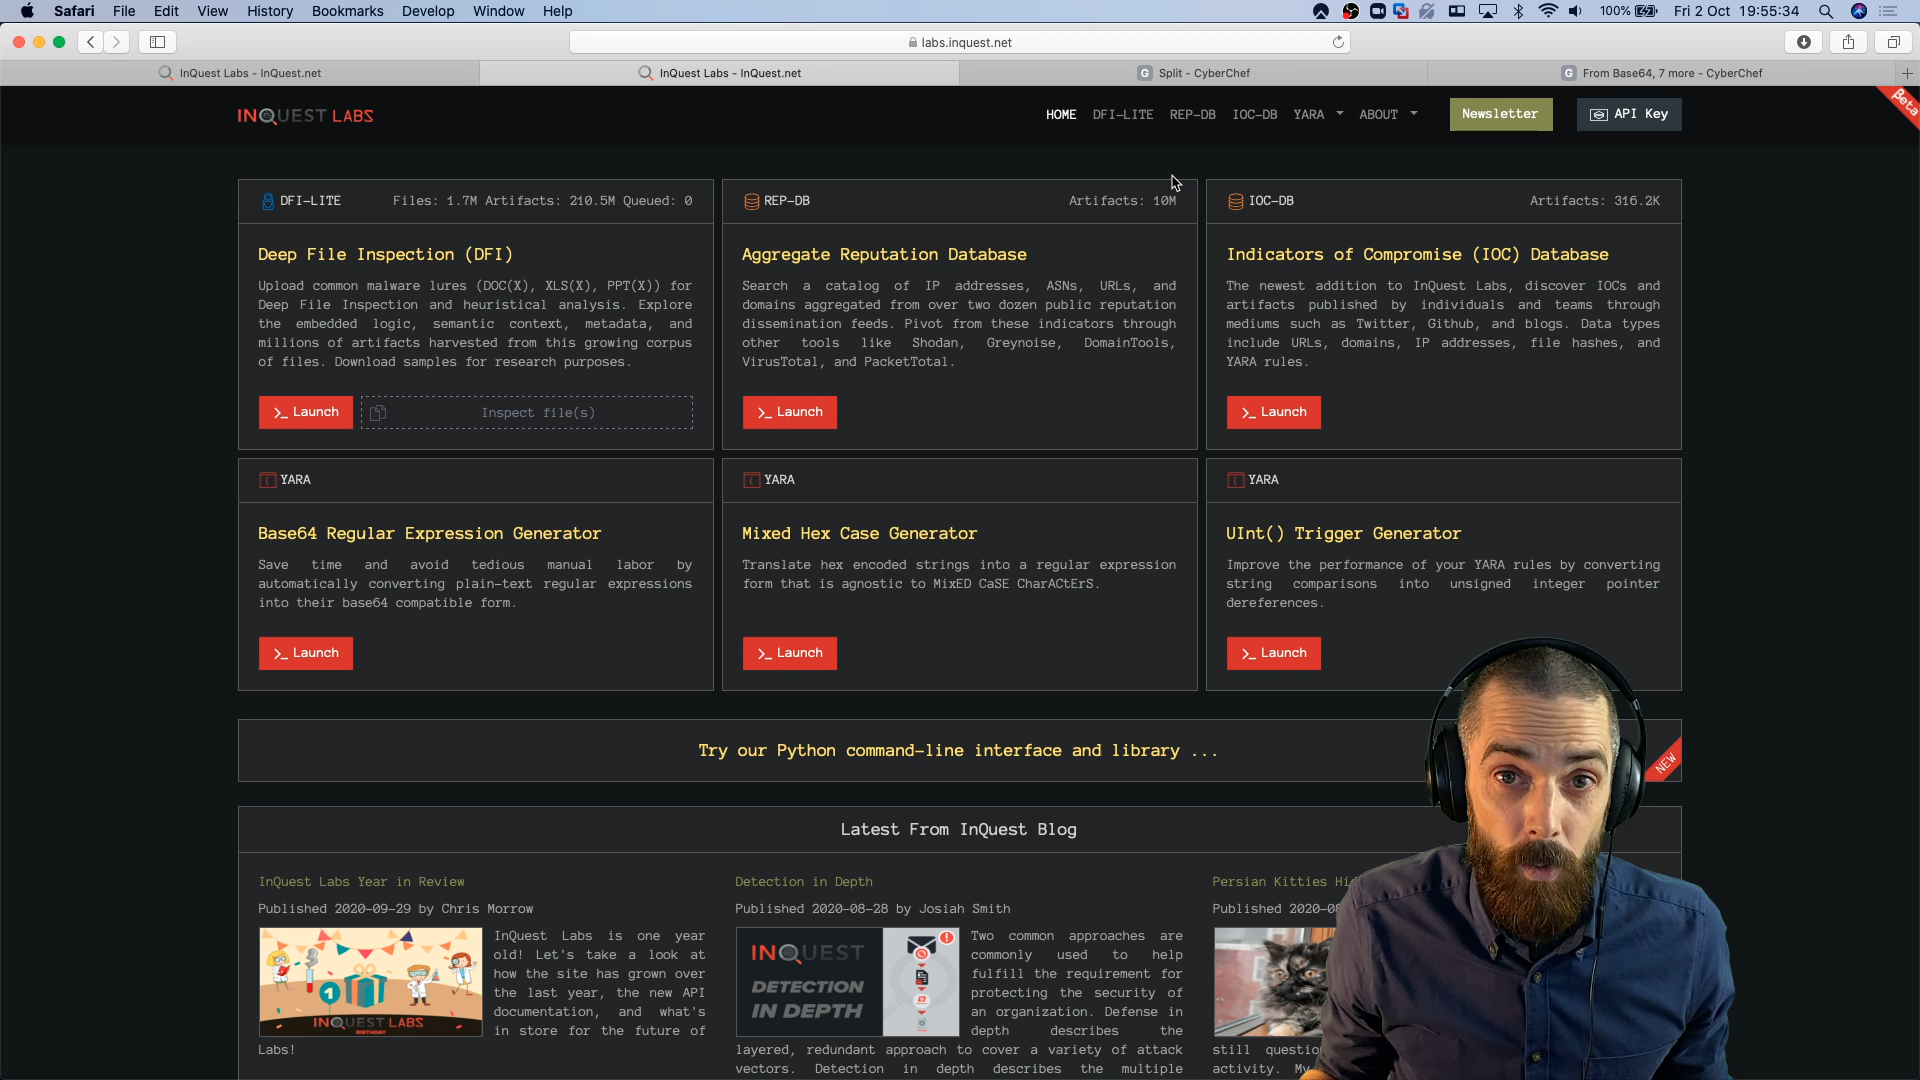 Safari File Edit View History Bookmarks Develop Window Help 100% Fri 2 Oct 19:55:34
labs.inquest.net
InQuest Labs - InQuest.net InQuest Labs - InQuest.net Split - CyberChef From Base64, 7 more - CyberChef
INQUEST LABS HOME DFI-LITE REP-DB IOC-DB YARA ABOUT Newsletter API Key
βeta
DFI-LITE Files: 1.7M Artifacts: 210.5M Queued: 0
Deep File Inspection (DFI)
Upload common malware lures (DOC(X), XLS(X), PPT(X)) for
Deep File Inspection and heuristical analysis. Explore
the embedded logic, semantic context, metadata, and
millions of artifacts harvested from this growing corpus
of files. Download samples for research purposes.
>_ Launch Inspect file(s)
REP-DB Artifacts: 10M
Aggregate Reputation Database
Search a catalog of IP addresses, ASNs, URLs, and
domains aggregated from over two dozen public reputation
dissemination feeds. Pivot from these indicators through
other tools like Shodan, Greynoise, DomainTools,
VirusTotal, and PacketTotal.
>_ Launch
IOC-DB Artifacts: 316.2K
Indicators of Compromise (IOC) Database
The newest addition to InQuest Labs, discover IOCs and
artifacts published by individuals and teams through
mediums such as Twitter, Github, and blogs. Data types
include URLs, domains, IP addresses, file hashes, and
YARA rules.
>_ Launch
YARA
Base64 Regular Expression Generator
Save time and avoid tedious manual labor by
automatically converting plain-text regular expressions
into their base64 compatible form.
>_ Launch
YARA
Mixed Hex Case Generator
Translate hex encoded strings into a regular expression
form that is agnostic to MixED CaSE CharACtErS.
>_ Launch
YARA
UInt() Trigger Generator
Improve the performance of your YARA rules by converting
string comparisons into unsigned integer pointer
dereferences.
>_ Launch
Try our Python command-line interface and library ...
NEW
Latest From InQuest Blog
InQuest Labs Year in Review
Published 2020-09-29 by Chris Morrow
InQuest Labs is one year
old! Let's take a look at
how the site has grown over
the last year, the new API
documentation, and what's
in store for the future of
Labs!
1
INQUEST LABS
BIRTHDAY
Detection in Depth
Published 2020-08-28 by Josiah Smith
INQUEST
DETECTION
IN DEPTH
Two common approaches are
commonly used to help
fulfill the requirement for
protecting the security of
an organization. Defense in
depth describes the
layered, redundant approach to cover a variety of attack
vectors. Detection in depth describes the multiple
Persian Kitties
Published
still
activity. My